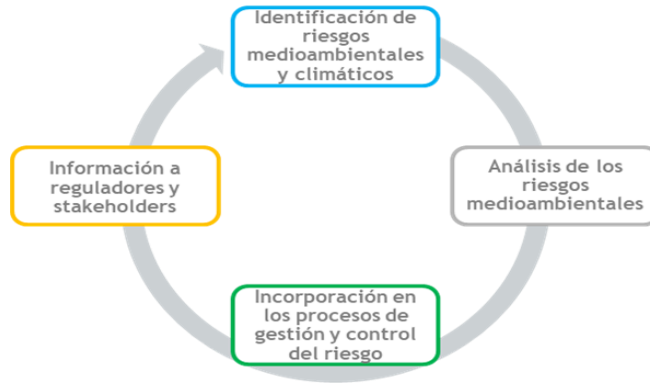 Identificación de
riesgos
medioambientales
y climáticos
Análisis de los
riesgos
medioambientales
Incorporación en
los procesos de
gestión y control
del riesgo
Información a
reguladores y
stakeholders